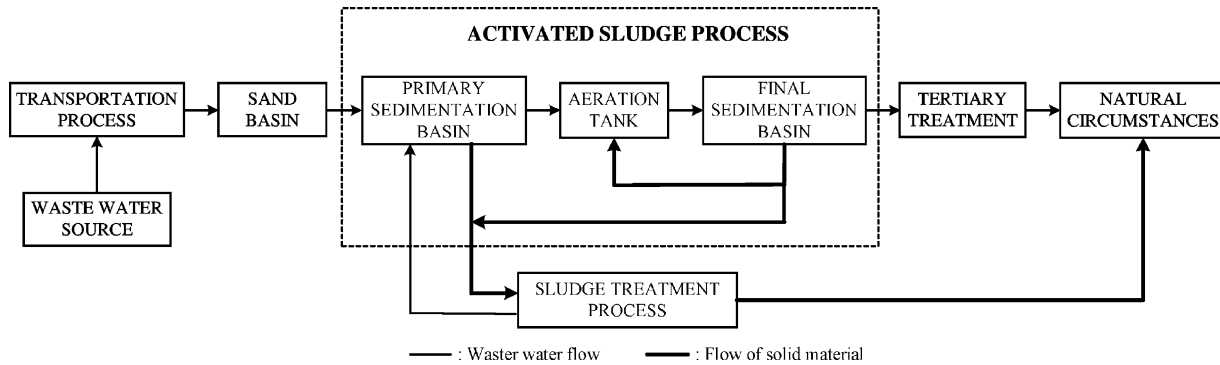 ACTIVATED SLUDGE PROCESS
TRANSPORTATION
PROCESS
SAND
BASIN
PRIMARY
SEDIMENTATION
BASIN
AERATION
TANK
FINAL
SEDIMENTATION
BASIN
TERTIARY
TREATMENT
NATURAL
CIRCUMSTANCES
WASTE WATER
SOURCE
SLUDGE TREATMENT
PROCESS
: Waster water flow
: Flow of solid material